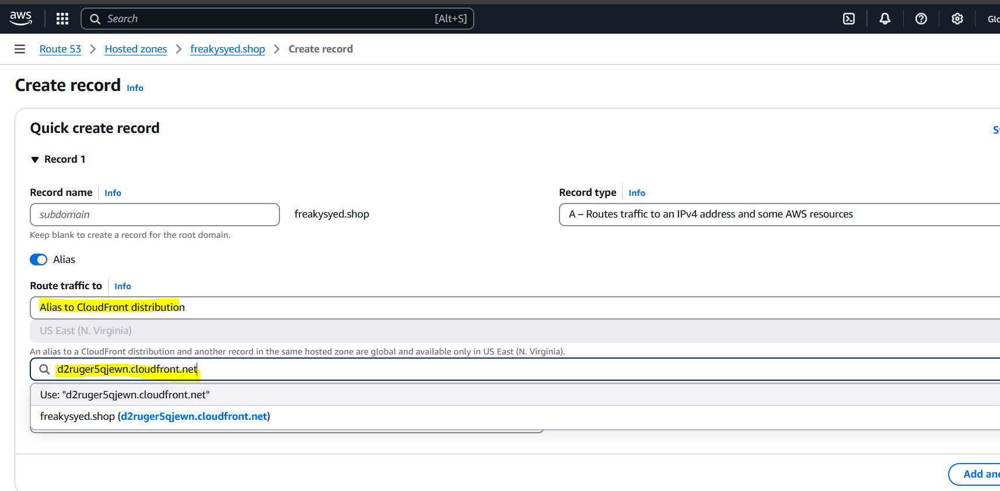 aws
Search [Alt+S]
Route 53 > Hosted zones > freakysyed.shop > Create record
Create record Info
Quick create record
Record 1
Record name Info
Record type Info
subdomain freakysyed.shop
A – Routes traffic to an IPv4 address and some AWS resources
Keep blank to create a record for the root domain.
Alias
Route traffic to Info
Alias to CloudFront distribution
US East (N. Virginia)
An alias to a CloudFront distribution and another record in the same hosted zone are global and available only in US East (N. Virginia).
d2ruger5qjewn.cloudfront.net
Use: "d2ruger5qjewn.cloudfront.net"
freakysyed.shop (d2ruger5qjewn.cloudfront.net)
Add